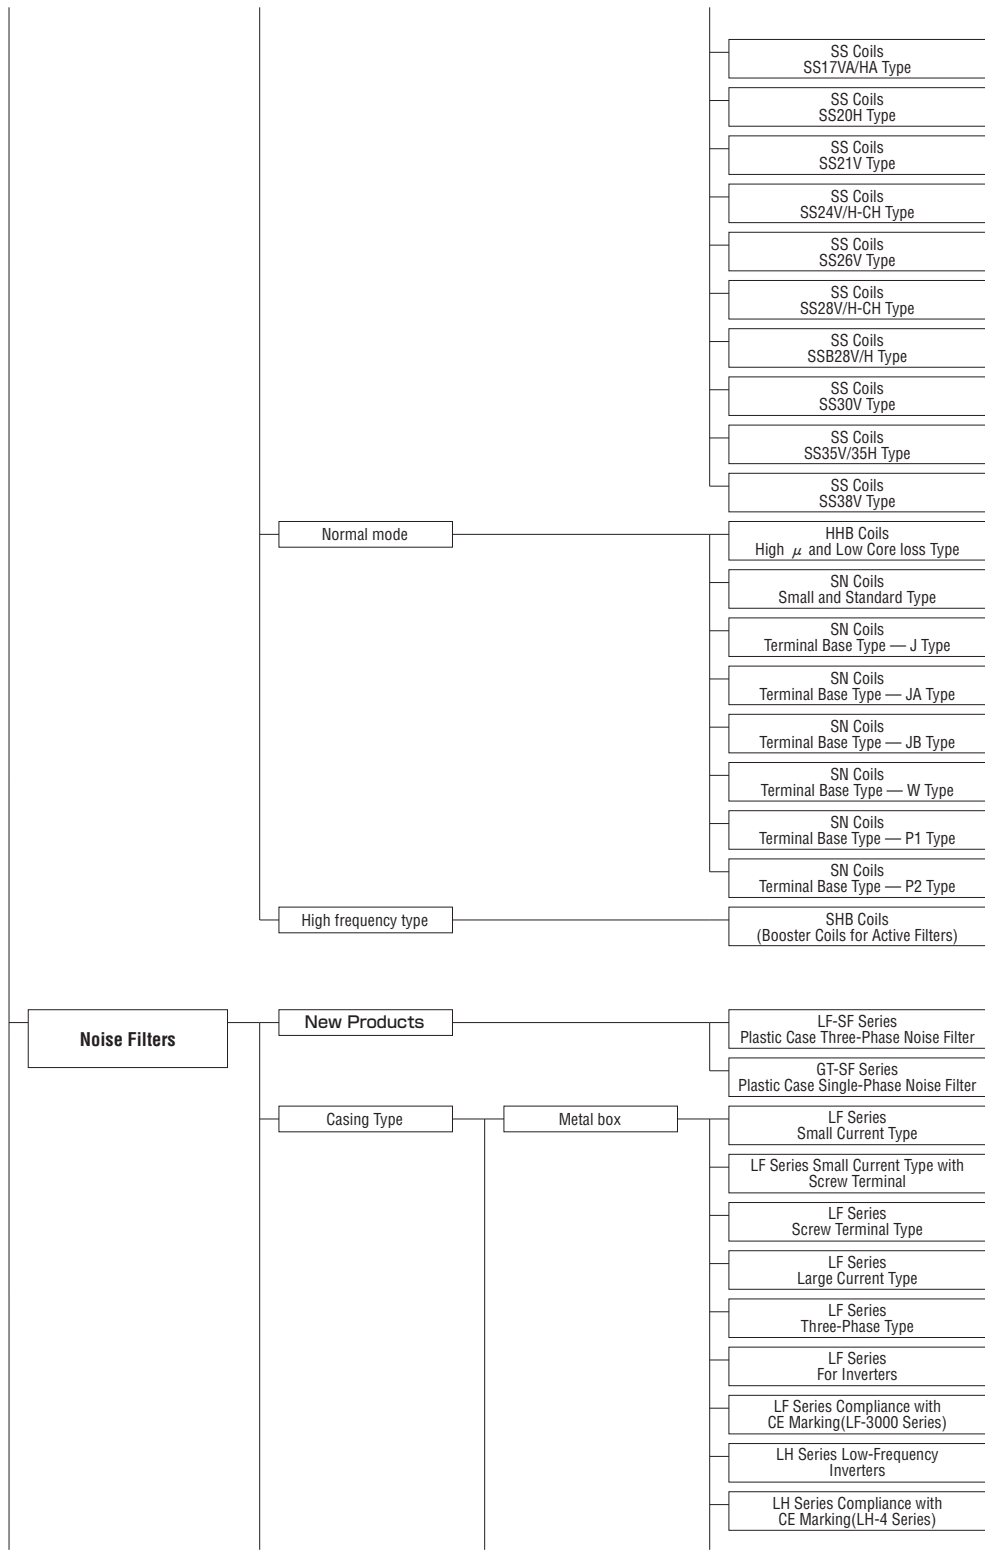 SS Coils
SS17VA/HA Type
SS Coils
SS20H Type
SS Coils
SS21V Type
SS Coils
SS24V/H-CH Type
SS Coils
SS26V Type
SS Coils
SS28V/H-CH Type
SS Coils
SSB28V/H Type
SS Coils
SS30V Type
SS Coils
SS35V/35H Type
SS Coils
SS38V Type
Normal mode
HHB Coils
High μ and Low Core loss Type
SN Coils
Small and Standard Type
SN Coils
Terminal Base Type — J Type
SN Coils
Terminal Base Type — JA Type
SN Coils
Terminal Base Type — JB Type
SN Coils
Terminal Base Type — W Type
SN Coils
Terminal Base Type — P1 Type
SN Coils
Terminal Base Type — P2 Type
High frequency type
SHB Coils
(Booster Coils for Active Filters)
Noise Filters
New Products
LF-SF Series
Plastic Case Three-Phase Noise Filter
GT-SF Series
Plastic Case Single-Phase Noise Filter
Casing Type
Metal box
LF Series
Small Current Type
LF Series Small Current Type with
Screw Terminal
LF Series
Screw Terminal Type
LF Series
Large Current Type
LF Series
Three-Phase Type
LF Series
For Inverters
LF Series Compliance with
CE Marking(LF-3000 Series)
LH Series Low-Frequency
Inverters
LH Series Compliance with
CE Marking(LH-4 Series)